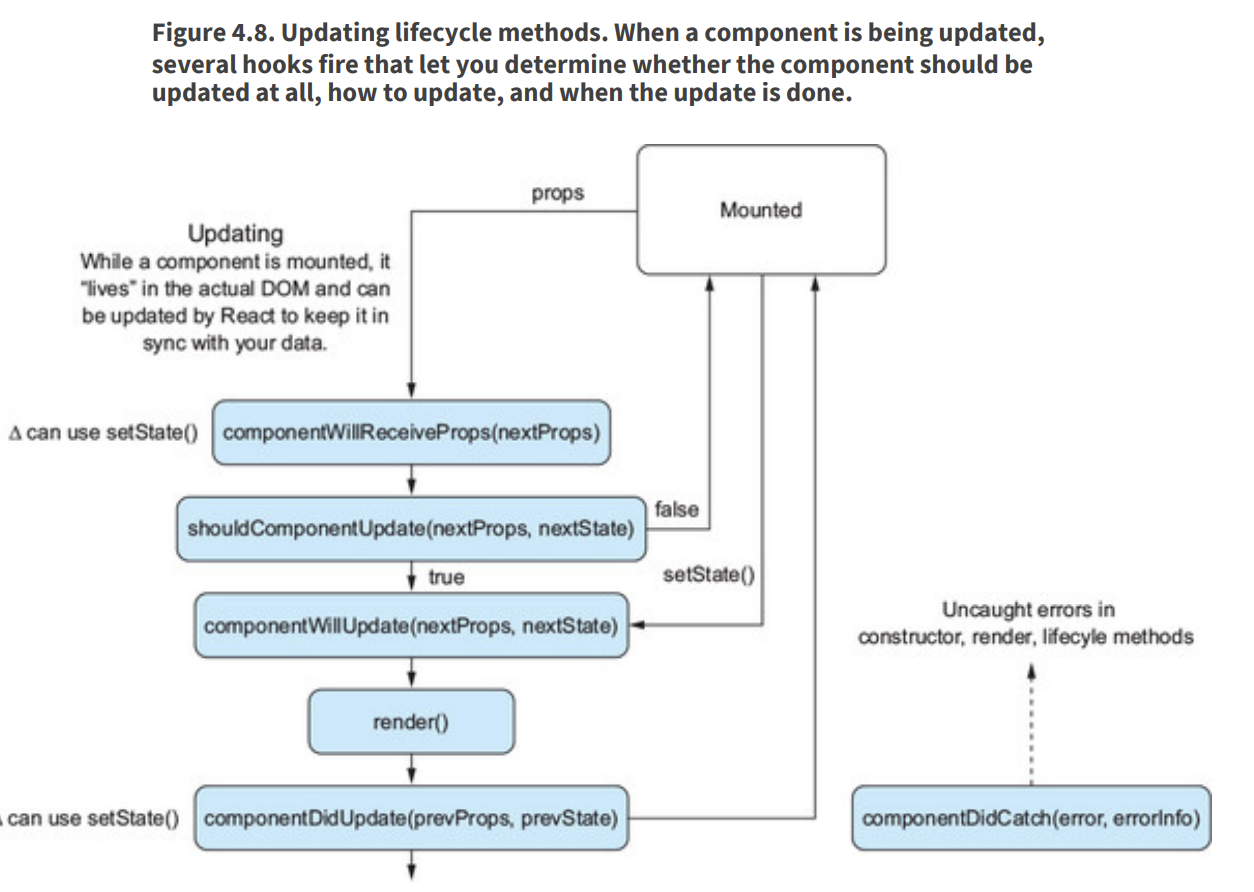 Figure 4.8. Updating lifecycle methods. When a component is being updated,
several hooks fire that let you determine whether the component should be
updated at all, how to update, and when the update is done.
props
Mounted
Updating
While a component is mounted, it
"lives" in the actual DOM and can
be updated by React to keep it in
sync with your data.
Δ can use setState()
componentWillReceiveProps(nextProps)
shouldComponentUpdate(nextProps, nextState)
false
true
setState()
componentWillUpdate(nextProps, nextState)
Uncaught errors in
constructor, render, lifecyle methods
render()
Δ can use setState()
componentDidUpdate(prevProps, prevState)
componentDidCatch(error, errorInfo)